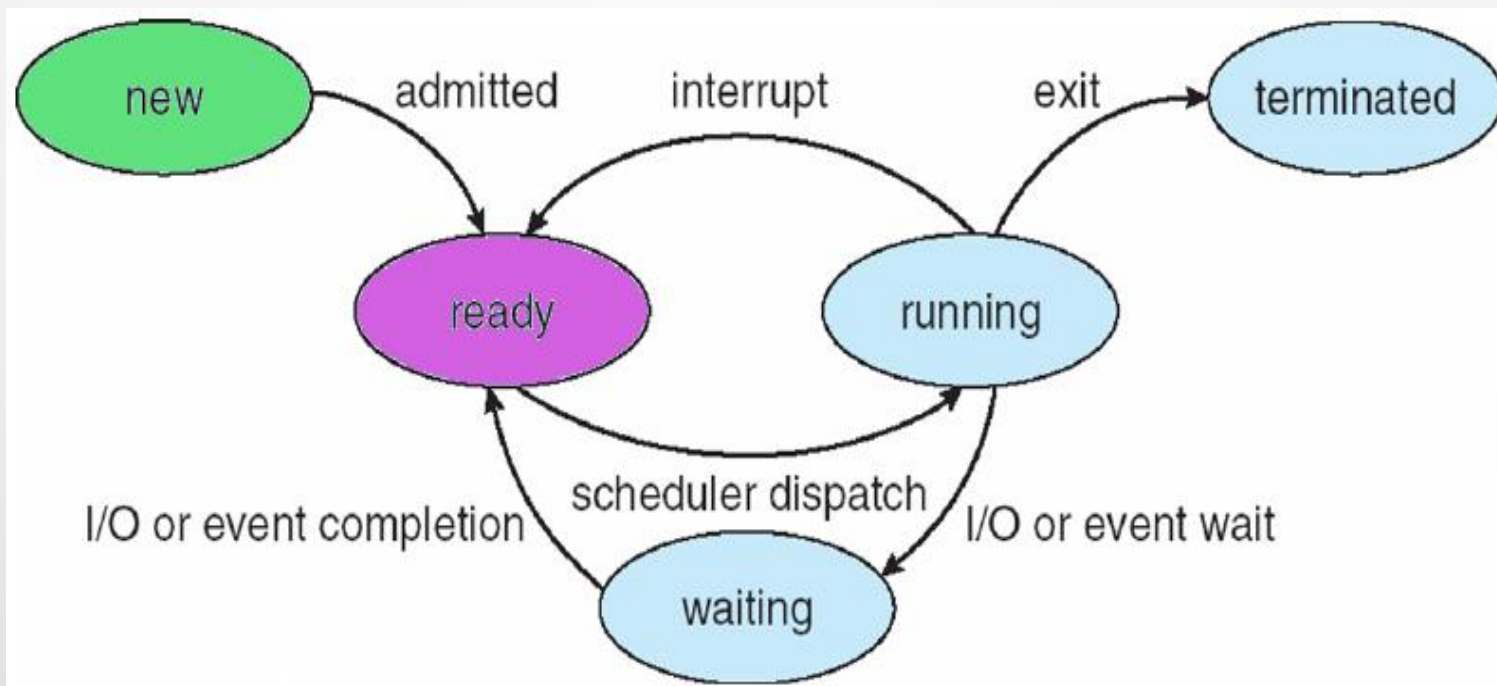 new
admitted
interrupt
exit
terminated
ready
running
scheduler dispatch
I/O or event completion
I/O or event wait
waiting